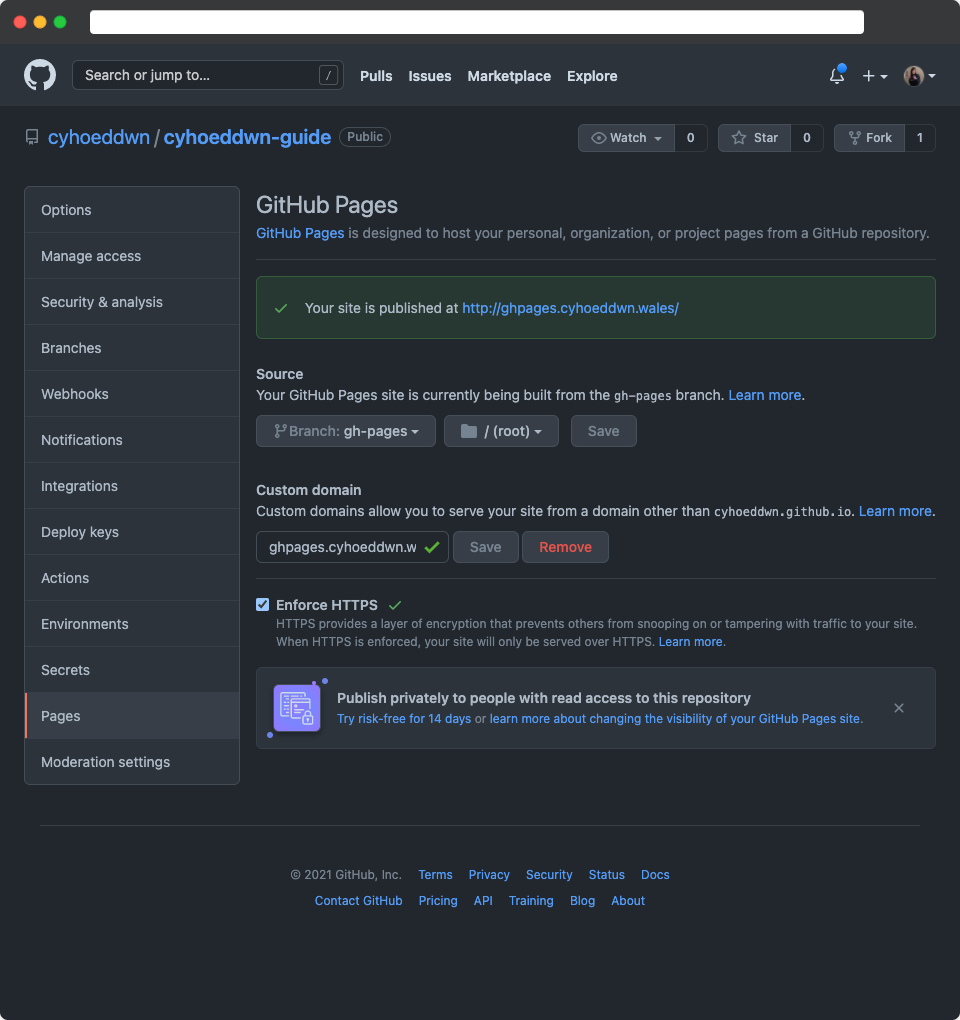 Search or jump to... /
Pulls Issues Marketplace Explore
cyhoeddwn / cyhoeddwn-guide Public
Watch 0 Star 0 Fork 1
Options
Manage access
Security & analysis
Branches
Webhooks
Notifications
Integrations
Deploy keys
Actions
Environments
Secrets
Pages
Moderation settings
GitHub Pages
GitHub Pages is designed to host your personal, organization, or project pages from a GitHub repository.
Your site is published at http://ghpages.cyhoeddwn.wales/
Source
Your GitHub Pages site is currently being built from the gh-pages branch. Learn more.
Branch: gh-pages / (root) Save
Custom domain
Custom domains allow you to serve your site from a domain other than cyhoeddwn.github.io. Learn more.
ghpages.cyhoeddwn.w Save Remove
Enforce HTTPS
HTTPS provides a layer of encryption that prevents others from snooping on or tampering with traffic to your site.
When HTTPS is enforced, your site will only be served over HTTPS. Learn more.
Publish privately to people with read access to this repository
Try risk-free for 14 days or learn more about changing the visibility of your GitHub Pages site.
© 2021 GitHub, Inc. Terms Privacy Security Status Docs
Contact GitHub Pricing API Training Blog About